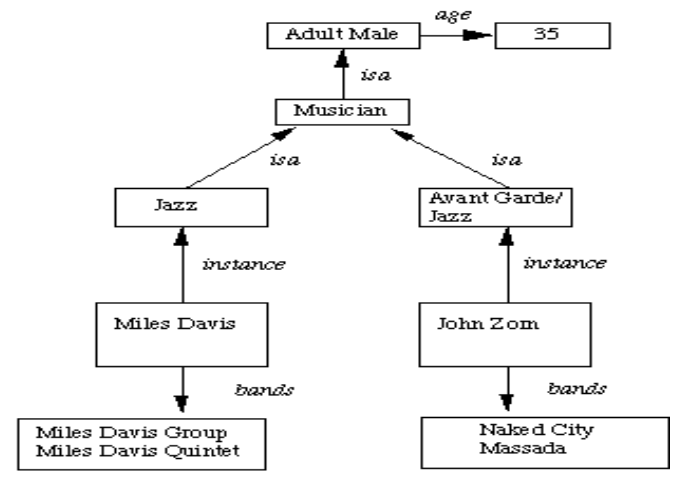 age
Adult Male
35
isa
Musician
isa
isa
Jazz
Avant Garde/
Jazz
instance
instance
Miles Davis
John Zorn
bands
bands
Miles Davis Group
Miles Davis Quintet
Naked City
Massada